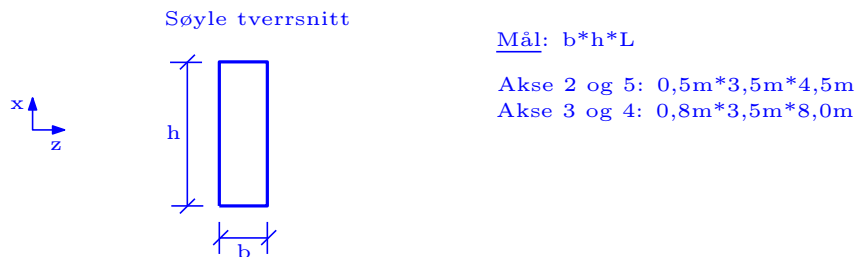 Søyle tverrsnitt
Mål: b*h*L
Akse 2 og 5: 0,5m*3,5m*4,5m
Akse 3 og 4: 0,8m*3,5m*8,0m
x
z
h
b